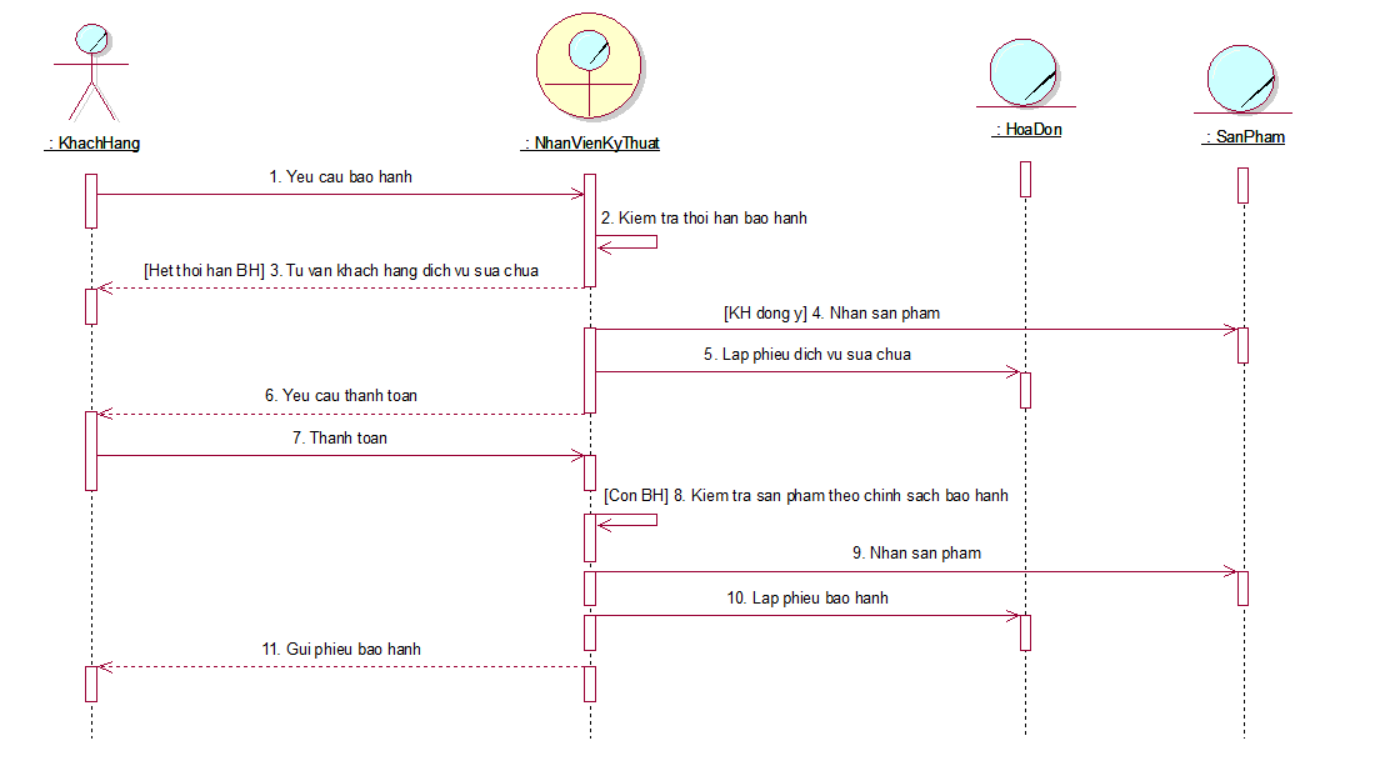 : KhachHang
: NhanVienKyThuat
: HoaDon
: SanPham
1. Yeu cau bao hanh
2. Kiem tra thoi han bao hanh
[Het thoi han BH] 3. Tu van khach hang dich vu sua chua
[KH dong y] 4. Nhan san pham
5. Lap phieu dich vu sua chua
6. Yeu cau thanh toan
7. Thanh toan
[Con BH] 8. Kiem tra san pham theo chinh sach bao hanh
9. Nhan san pham
10. Lap phieu bao hanh
11. Gui phieu bao hanh